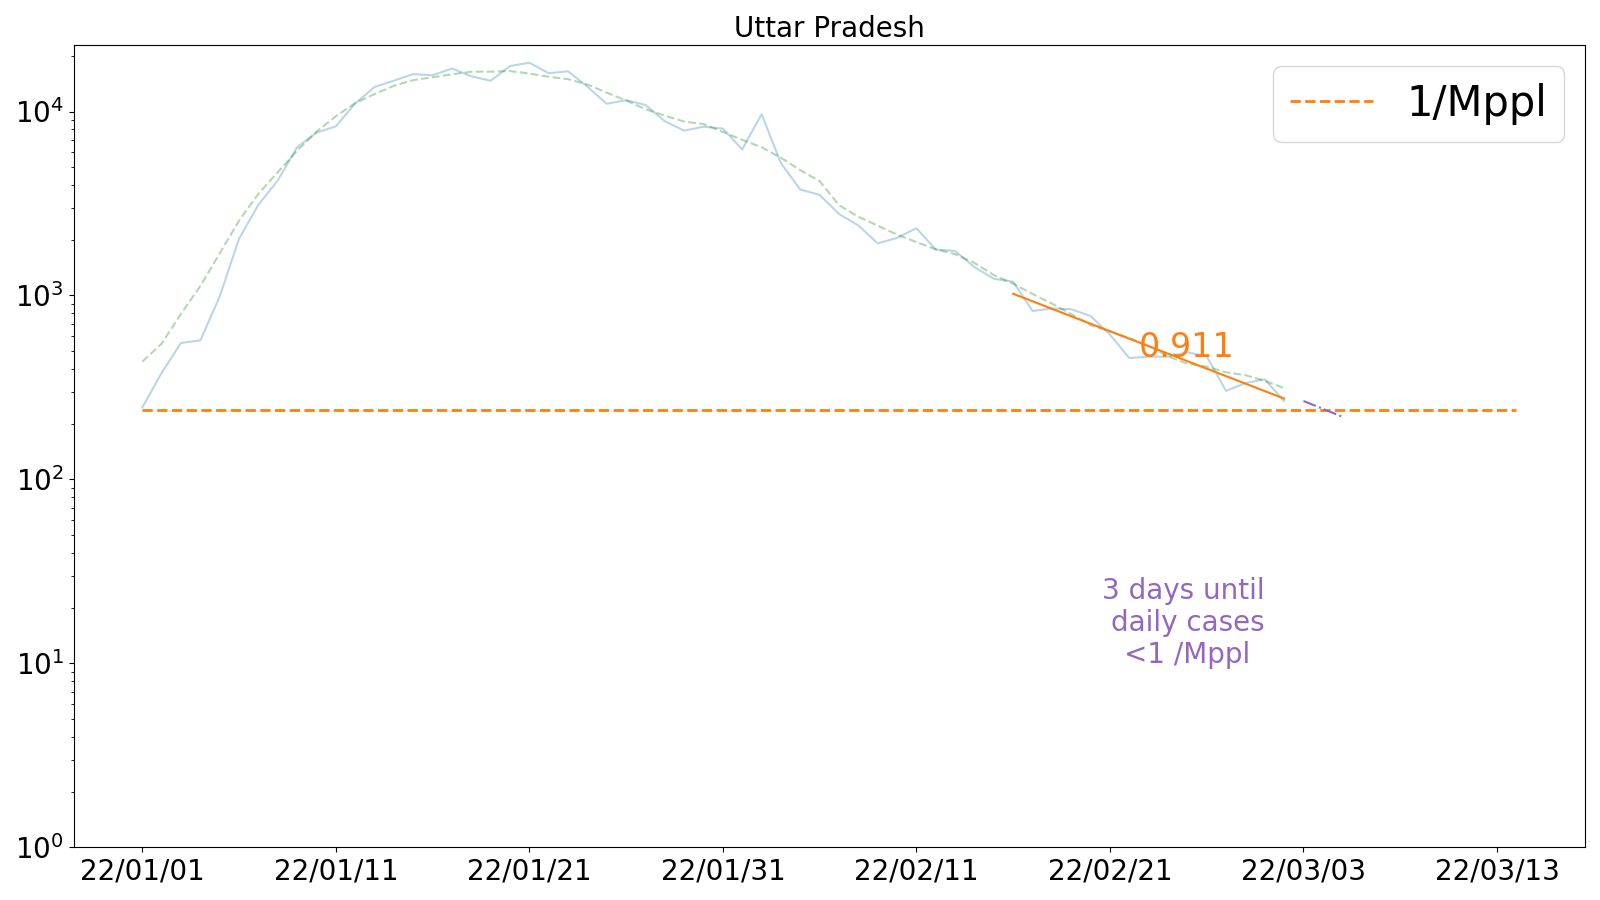 Uttar Pradesh
10⁴
10³
10²
10¹
10⁰
1/Mppl
0.911
3 days until
daily cases
<1 /Mppl
22/01/01 22/01/11 22/01/21 22/01/31 22/02/11 22/02/21 22/03/03 22/03/13